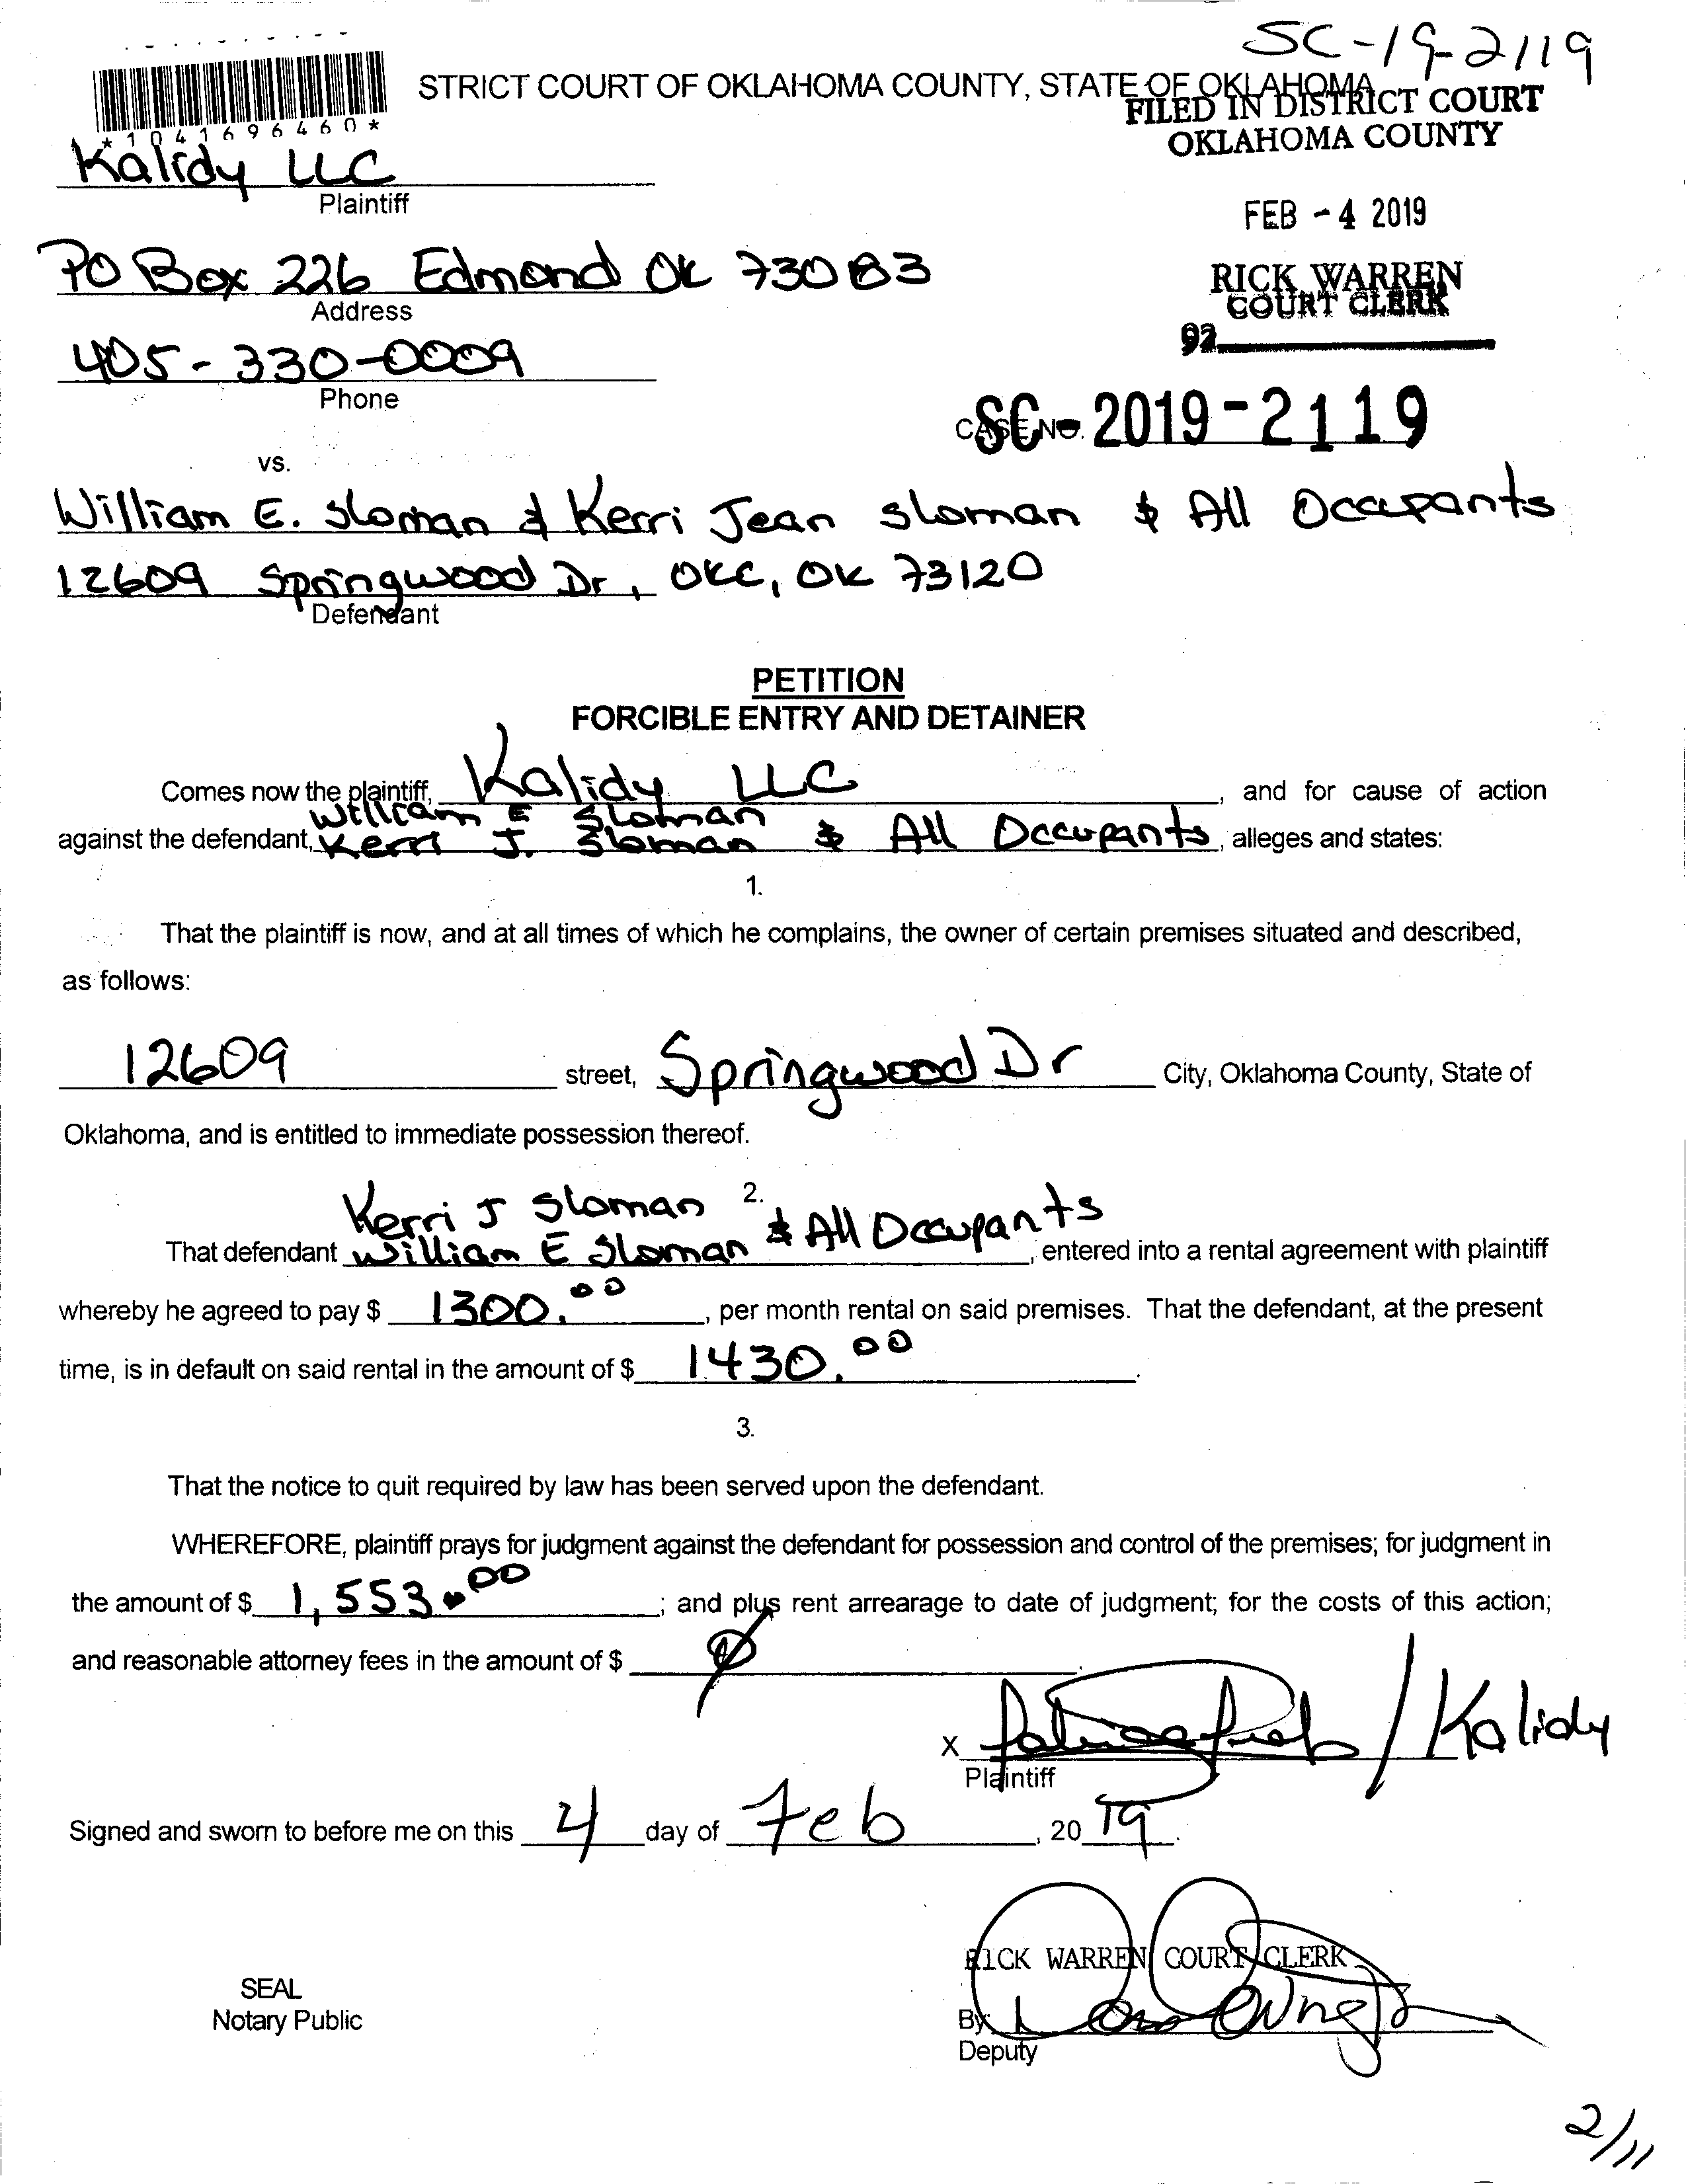 SC-19-2119
STRICT COURT OF OKLAHOMA COUNTY, STATE OF OKLAHOMA
FILED IN DISTRICT COURT
OKLAHOMA COUNTY
*1041696460*
Kalidy LLC
Plaintiff
FEB - 4 2019
PO Box 226 Edmond OK 73083
Address
RICK WARREN
COURT CLERK
405-330-0009
Phone
CASE NO. SC-2019-2119
vs.
William E. Sloman & Kerri Jean Sloman & All Occupants
12609 Springwood Dr, OKC, OK 73120
Defendant
PETITION
FORCIBLE ENTRY AND DETAINER
Comes now the plaintiff, Kalidy LLC, and for cause of action
William E Sloman
against the defendant, Kerri J. Sloman & All Occupants, alleges and states:
1.
That the plaintiff is now, and at all times of which he complains, the owner of certain premises situated and described,
as follows:
12609 street, Springwood Dr City, Oklahoma County, State of
Oklahoma, and is entitled to immediate possession thereof.
2.
Kerri J Sloman
That defendant William E Sloman & All Occupants, entered into a rental agreement with plaintiff
whereby he agreed to pay $ 1300.00, per month rental on said premises. That the defendant, at the present
time, is in default on said rental in the amount of $ 1430.00.
3.
That the notice to quit required by law has been served upon the defendant.
WHEREFORE, plaintiff prays for judgment against the defendant for possession and control of the premises; for judgment in
the amount of $ 1,553.00; and plus rent arrearage to date of judgment; for the costs of this action;
and reasonable attorney fees in the amount of $
X / Kalidy
Plaintiff
Signed and sworn to before me on this 4 day of Feb, 2019.
RICK WARREN COURT CLERK
SEAL
Notary Public
By:
Deputy
2/11